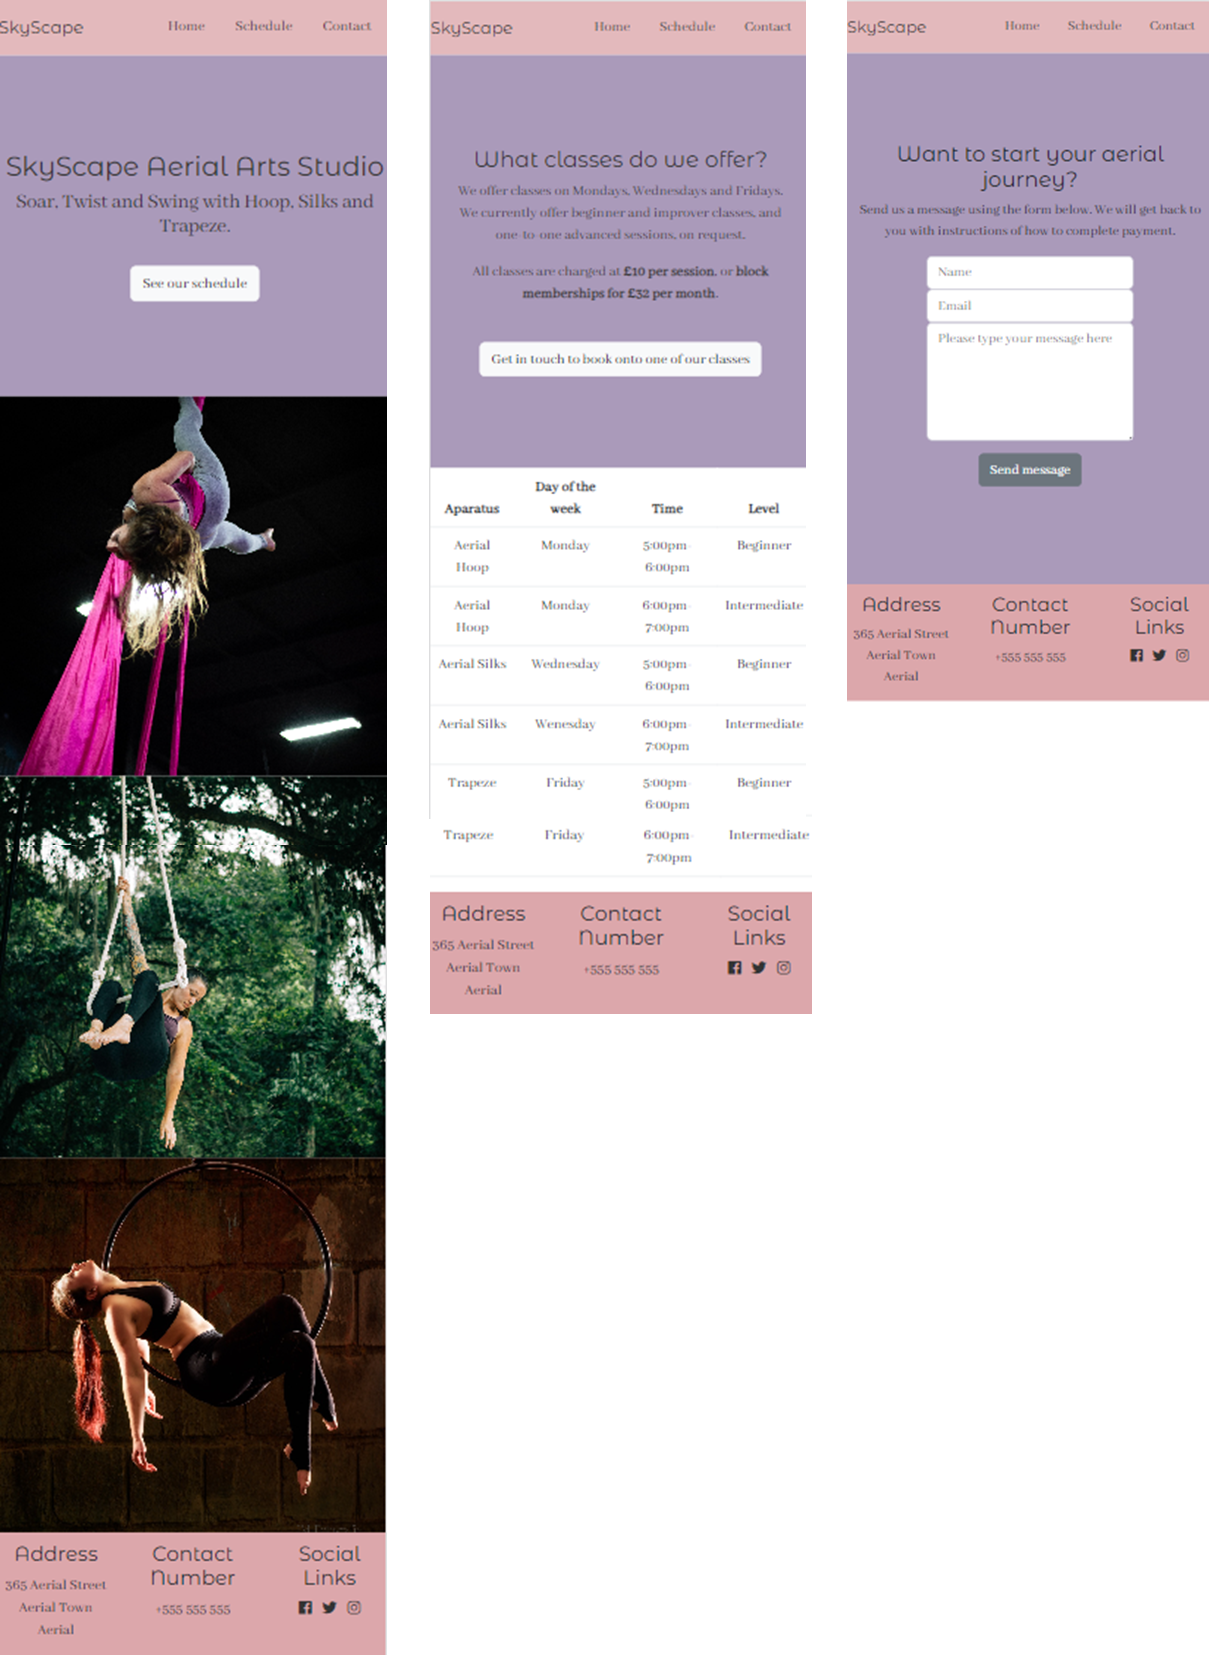 SkyScape
Home Schedule Contact
SkyScape Aerial Arts Studio
Soar, Twist and Swing with Hoop, Silks and
Trapeze.
See our schedule
Address
365 Aerial Street
Aerial Town
Aerial
Contact
Number
+555 555 555
Social
Links
SkyScape
Home Schedule Contact
What classes do we offer?
We offer classes on Mondays, Wednesdays and Fridays.
We currently offer beginner and improver classes, and
one-to-one advanced sessions, on request.
All classes are charged at £10 per session, or block
memberships for £32 per month.
Get in touch to book onto one of our classes
Aparatus Day of the week Time Level
Aerial Hoop Monday 5:00pm-6:00pm Beginner
Aerial Hoop Monday 6:00pm-7:00pm Intermediate
Aerial Silks Wednesday 5:00pm-6:00pm Beginner
Aerial Silks Wenesday 6:00pm-7:00pm Intermediate
Trapeze Friday 5:00pm-6:00pm Beginner
Trapeze Friday 6:00pm-7:00pm Intermediate
Address
365 Aerial Street
Aerial Town
Aerial
Contact
Number
+555 555 555
Social
Links
SkyScape
Home Schedule Contact
Want to start your aerial
journey?
Send us a message using the form below. We will get back to
you with instructions of how to complete payment.
Name
Email
Please type your message here
Send message
Address
365 Aerial Street
Aerial Town
Aerial
Contact
Number
+555 555 555
Social
Links